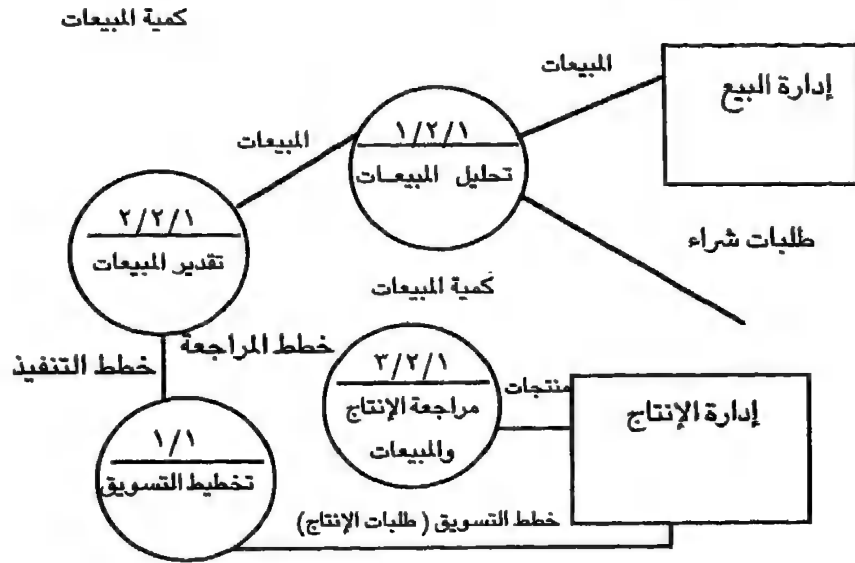 كمية المبيعات
إدارة البيع
المبيعات
١/٢/١
تحليل المبيعــات
المبيعات
٢/٢/١
تقدير المبيعات
طلبات شراء
كمية المبيعات
خطط المراجعة
خطط التنفيذ
٣/٢/١
مراجعة الإنتاج
والمبيعات
منتجات
إدارة الإنتاج
١/١
تخطيط التسويق
خطط التسويق (طلبات الإنتاج)